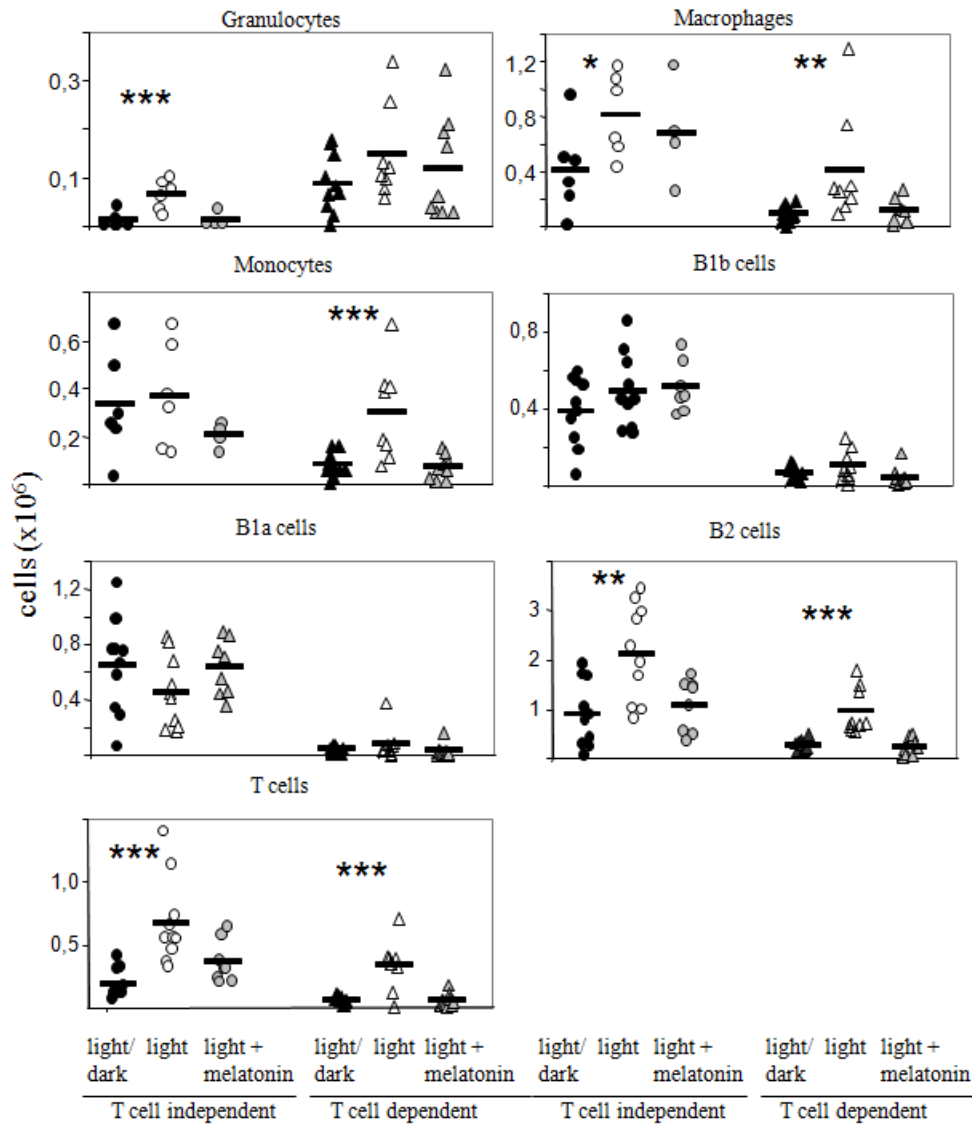 Granulocytes
Macrophages
0,3
0,1
***
1,2
0,8
0,4
*
**
Monocytes
B1b cells
0,6
0,4
0,2
***
0,8
0,4
cells (x10⁶)
B1a cells
B2 cells
1,2
0,8
0,4
3
2
1
**
***
T cells
1,0
0,5
***
***
light/ dark
light
light + melatonin
light/ dark
light
light + melatonin
light/ dark
light
light + melatonin
light/ dark
light
light + melatonin
T cell independent
T cell dependent
T cell independent
T cell dependent